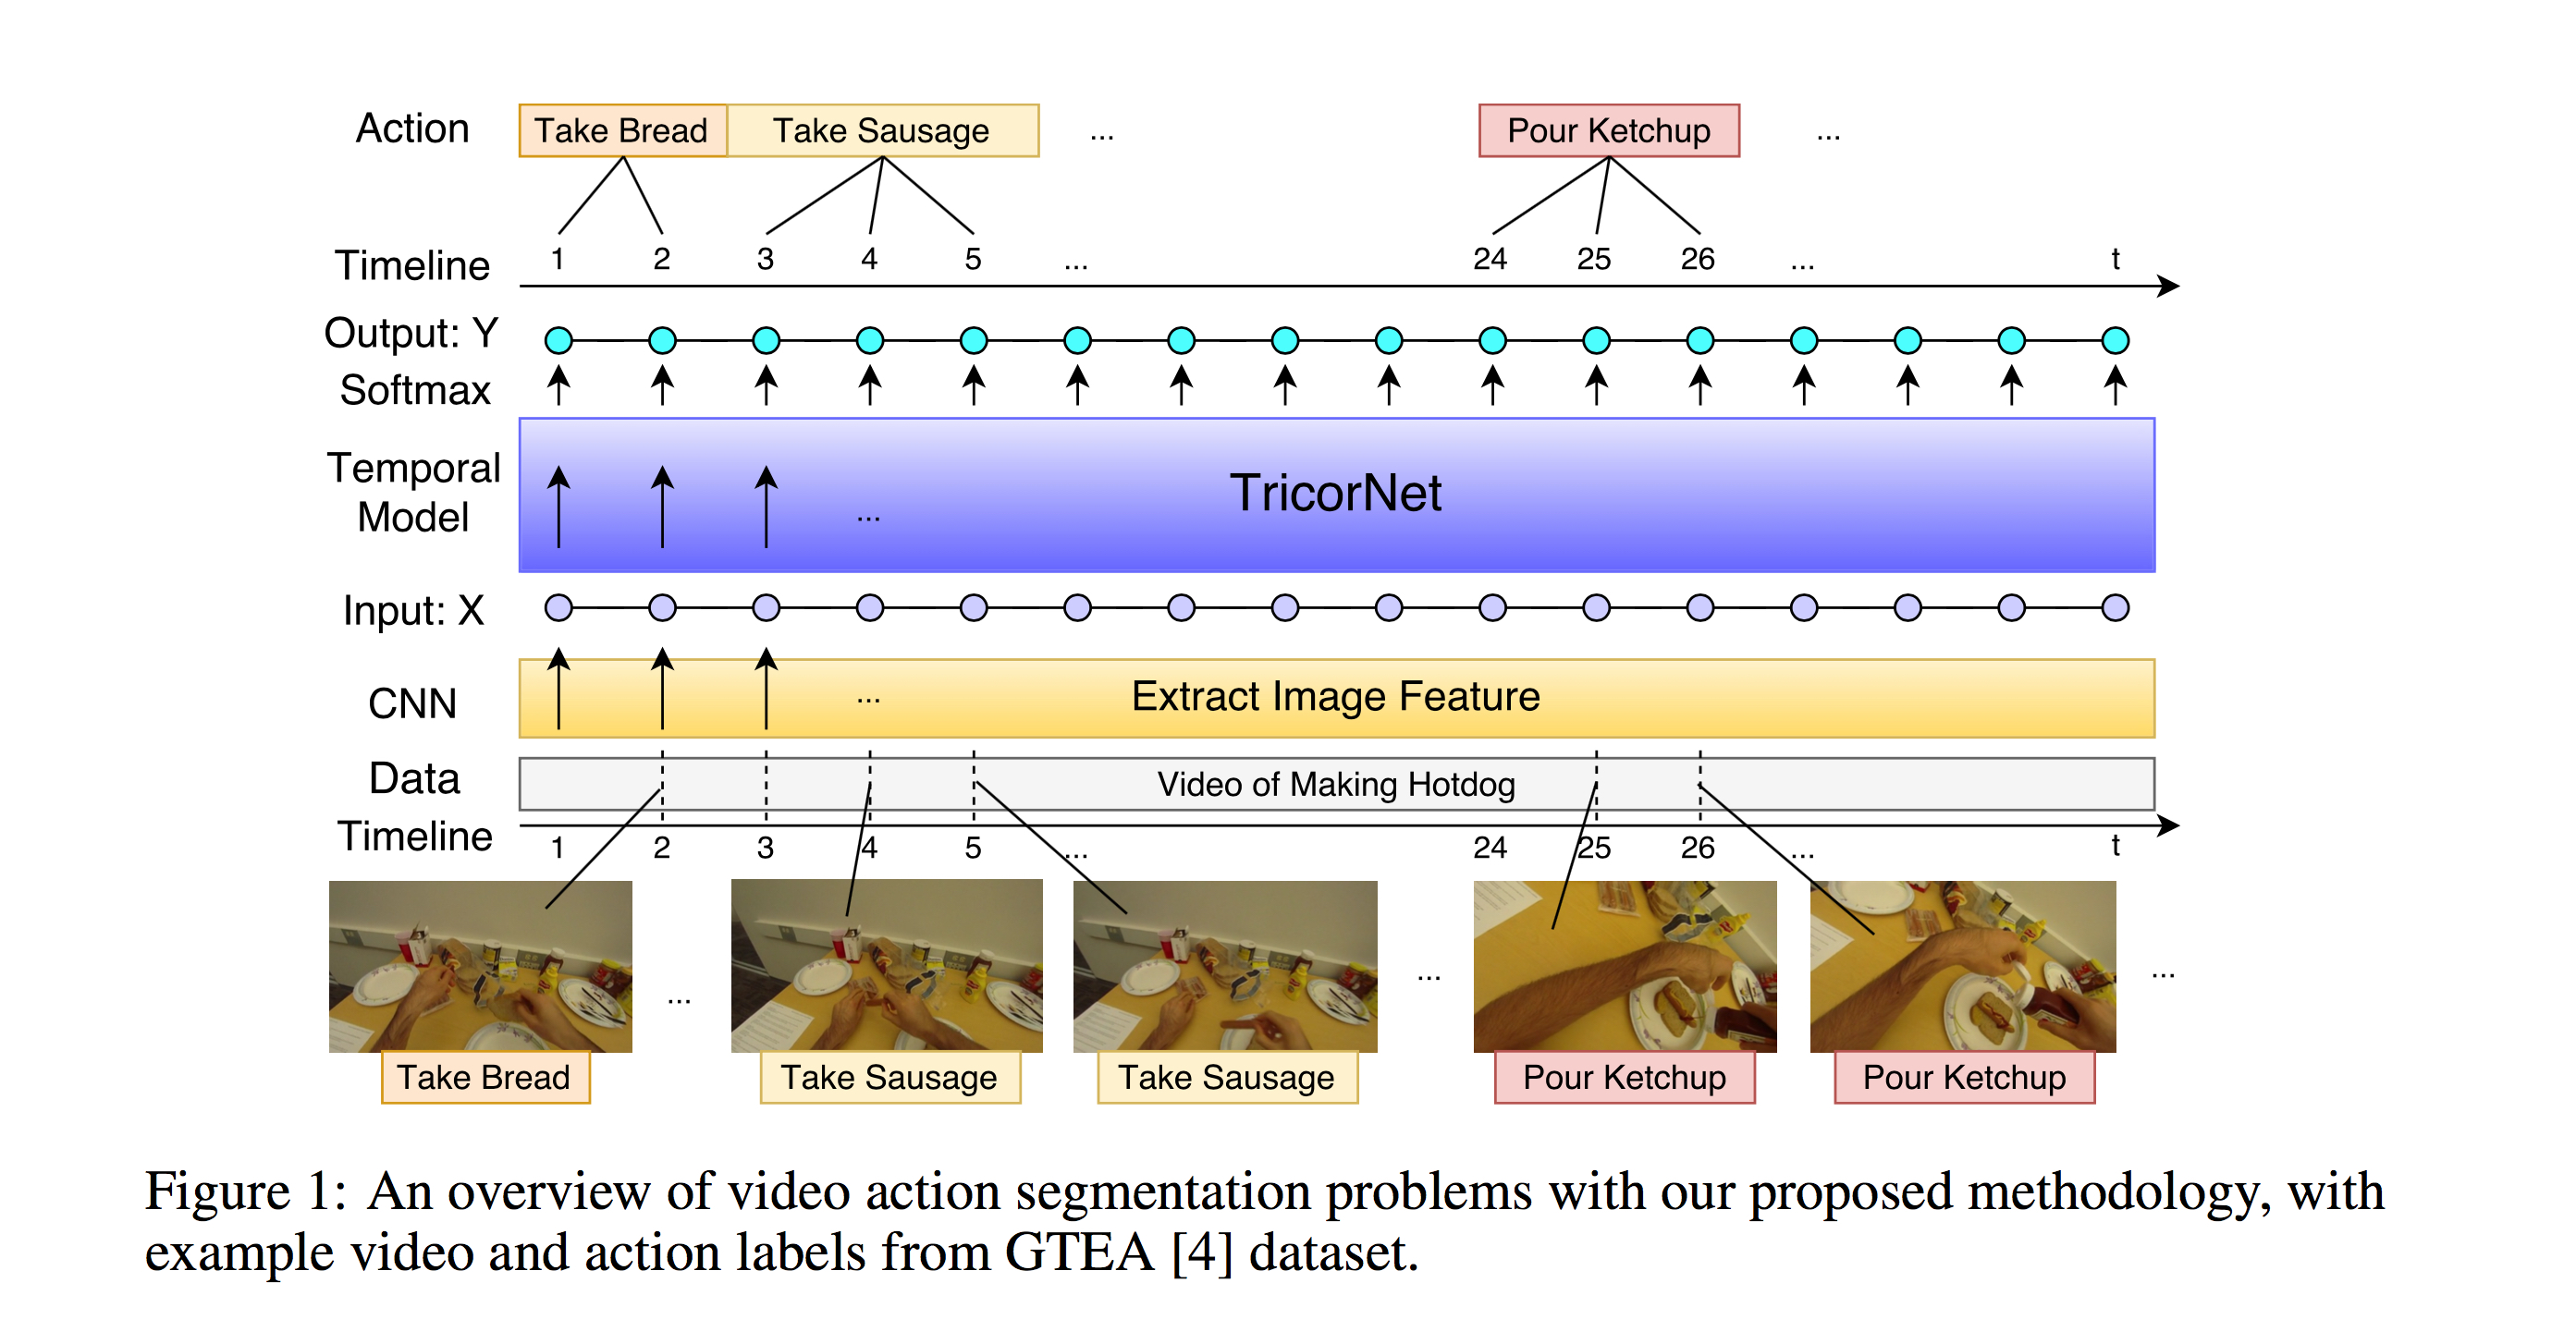 Action Take Bread Take Sausage ... Pour Ketchup ...
Timeline 1 2 3 4 5 ... 24 25 26 ... t
Output: Y
Softmax
Temporal
Model
... TricorNet
Input: X
CNN ... Extract Image Feature
Data Video of Making Hotdog
Timeline 1 2 3 4 5 ... 24 25 26 ... t
... ... ...
Take Bread Take Sausage Take Sausage Pour Ketchup Pour Ketchup
Figure 1: An overview of video action segmentation problems with our proposed methodology, with
example video and action labels from GTEA [4] dataset.